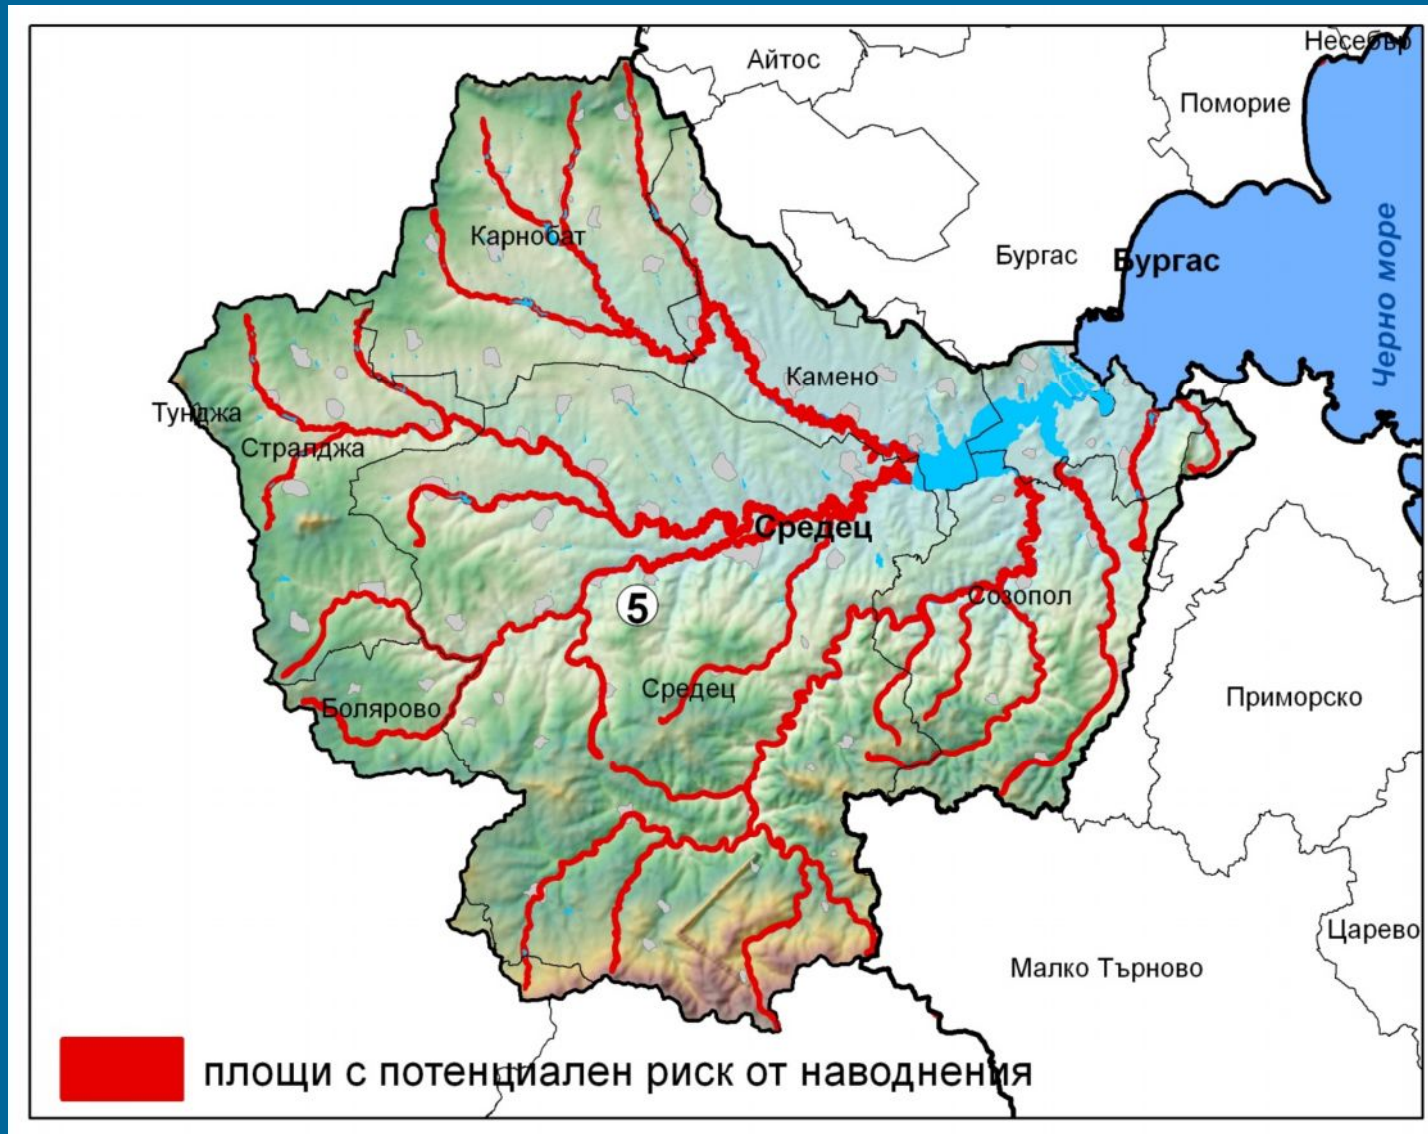 Несебър
Айтос
Поморие
Карнобат
Бургас
Бургас
Черно море
Камено
Тунджа
Стралджа
Средец
5
Созопол
Средец
Болярово
Приморско
Царево
Малко Търново
площи с потенциален риск от наводнения